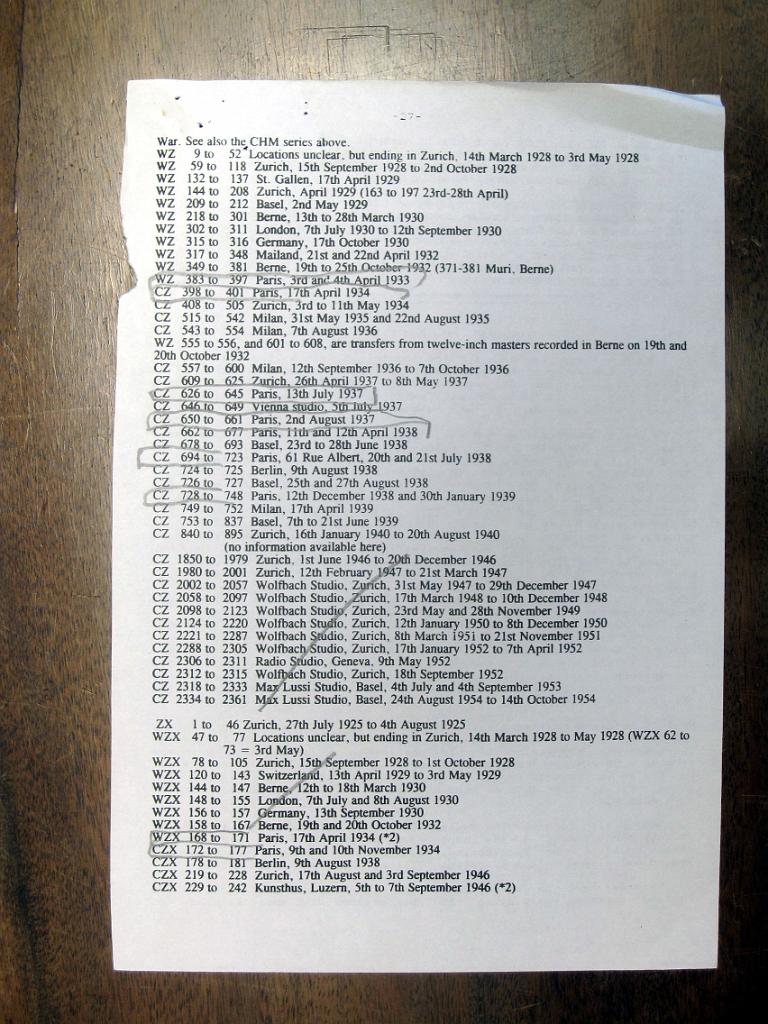 -27-
War. See also the CHM series above.
WZ 9 to 52 Locations unclear, but ending in Zurich, 14th March 1928 to 3rd May 1928
WZ 59 to 118 Zurich, 15th September 1928 to 2nd October 1928
WZ 132 to 137 St. Gallen, 17th April 1929
WZ 144 to 208 Zurich, April 1929 (163 to 197 23rd-28th April)
WZ 209 to 212 Basel, 2nd May 1929
WZ 218 to 301 Berne, 13th to 28th March 1930
WZ 302 to 311 London, 7th July 1930 to 12th September 1930
WZ 315 to 316 Germany, 17th October 1930
WZ 317 to 348 Mailand, 21st and 22nd April 1932
WZ 349 to 381 Berne, 19th to 25th October 1932 (371-381 Muri, Berne)
WZ 383 to 397 Paris, 3rd and 4th April 1933
CZ 398 to 401 Paris, 17th April 1934
CZ 408 to 505 Zurich, 3rd to 11th May 1934
CZ 515 to 542 Milan, 31st May 1935 and 22nd August 1935
CZ 543 to 554 Milan, 7th August 1936
WZ 555 to 556, and 601 to 608, are transfers from twelve-inch masters recorded in Berne on 19th and
20th October 1932
CZ 557 to 600 Milan, 12th September 1936 to 7th October 1936
CZ 609 to 625 Zurich, 26th April 1937 to 8th May 1937
CZ 626 to 645 Paris, 13th July 1937
CZ 646 to 649 Vienna studio, 5th July 1937
CZ 650 to 661 Paris, 2nd August 1937
CZ 662 to 677 Paris, 11th and 12th April 1938
CZ 678 to 693 Basel, 23rd to 28th June 1938
CZ 694 to 723 Paris, 61 Rue Albert, 20th and 21st July 1938
CZ 724 to 725 Berlin, 9th August 1938
CZ 726 to 727 Basel, 25th and 27th August 1938
CZ 728 to 748 Paris, 12th December 1938 and 30th January 1939
CZ 749 to 752 Milan, 17th April 1939
CZ 753 to 837 Basel, 7th to 21st June 1939
CZ 840 to 895 Zurich, 16th January 1940 to 20th August 1940
(no information available here)
CZ 1850 to 1979 Zurich, 1st June 1946 to 20th December 1946
CZ 1980 to 2001 Zurich, 12th February 1947 to 21st March 1947
CZ 2002 to 2057 Wolfbach Studio, Zurich, 31st May 1947 to 29th December 1947
CZ 2058 to 2097 Wolfbach Studio, Zurich, 17th March 1948 to 10th December 1948
CZ 2098 to 2123 Wolfbach Studio, Zurich, 23rd May and 28th November 1949
CZ 2124 to 2220 Wolfbach Studio, Zurich, 12th January 1950 to 8th December 1950
CZ 2221 to 2287 Wolfbach Studio, Zurich, 8th March 1951 to 21st November 1951
CZ 2288 to 2305 Wolfbach Studio, Zurich, 17th January 1952 to 7th April 1952
CZ 2306 to 2311 Radio Studio, Geneva, 9th May 1952
CZ 2312 to 2315 Wolfbach Studio, Zurich, 18th September 1952
CZ 2318 to 2333 Max Lussi Studio, Basel, 4th July and 4th September 1953
CZ 2334 to 2361 Max Lussi Studio, Basel, 24th August 1954 to 14th October 1954
ZX 1 to 46 Zurich, 27th July 1925 to 4th August 1925
WZX 47 to 77 Locations unclear, but ending in Zurich, 14th March 1928 to May 1928 (WZX 62 to
73 = 3rd May)
WZX 78 to 105 Zurich, 15th September 1928 to 1st October 1928
WZX 120 to 143 Switzerland, 13th April 1929 to 3rd May 1929
WZX 144 to 147 Berne, 12th to 18th March 1930
WZX 148 to 155 London, 7th July and 8th August 1930
WZX 156 to 157 Germany, 13th September 1930
WZX 158 to 167 Berne, 19th and 20th October 1932
WZX 168 to 171 Paris, 17th April 1934 (*2)
CZX 172 to 177 Paris, 9th and 10th November 1934
CZX 178 to 181 Berlin, 9th August 1938
CZX 219 to 228 Zurich, 17th August and 3rd September 1946
CZX 229 to 242 Kunsthus, Luzern, 5th to 7th September 1946 (*2)